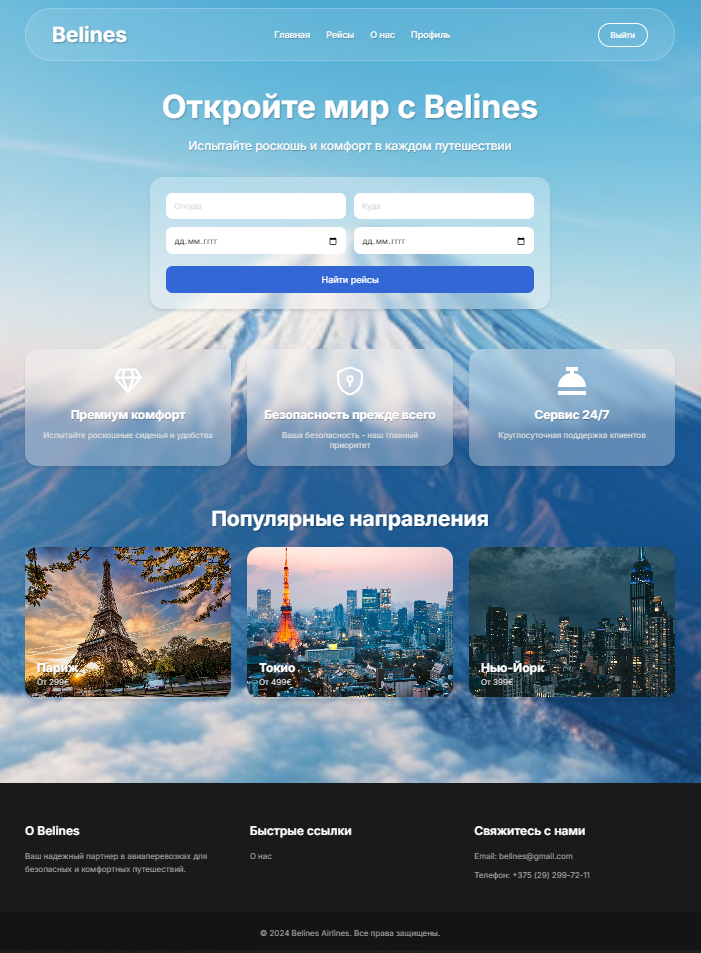 Belines
Главная Рейсы О нас Профиль
Выйти
Откройте мир с Belines
Испытайте роскошь и комфорт в каждом путешествии
Откуда Куда
дд.мм.гггг дд.мм.гггг
Найти рейсы
Премиум комфорт
Испытайте роскошные сиденья и удобства
Безопасность прежде всего
Ваша безопасность - наш главный
приоритет
Сервис 24/7
Круглосуточная поддержка клиентов
Популярные направления
Париж
От 299€
Токио
От 499€
Нью-Йорк
От 399€
О Belines
Ваш надежный партнер в авиаперевозках для
безопасных и комфортных путешествий.
Быстрые ссылки
О нас
Свяжитесь с нами
Email: belines@gmail.com
Телефон: +375 (29) 299-72-11
© 2024 Belines Airlines. Все права защищены.